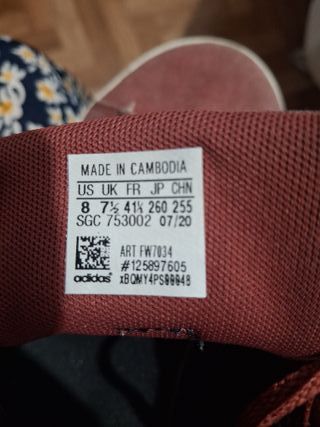 MADE IN CAMBODIA
US UK FR JP CHN
8 7½ 41⅓ 260 255
SGC 753002 07/20
ART FW7034
#125897605
adidas